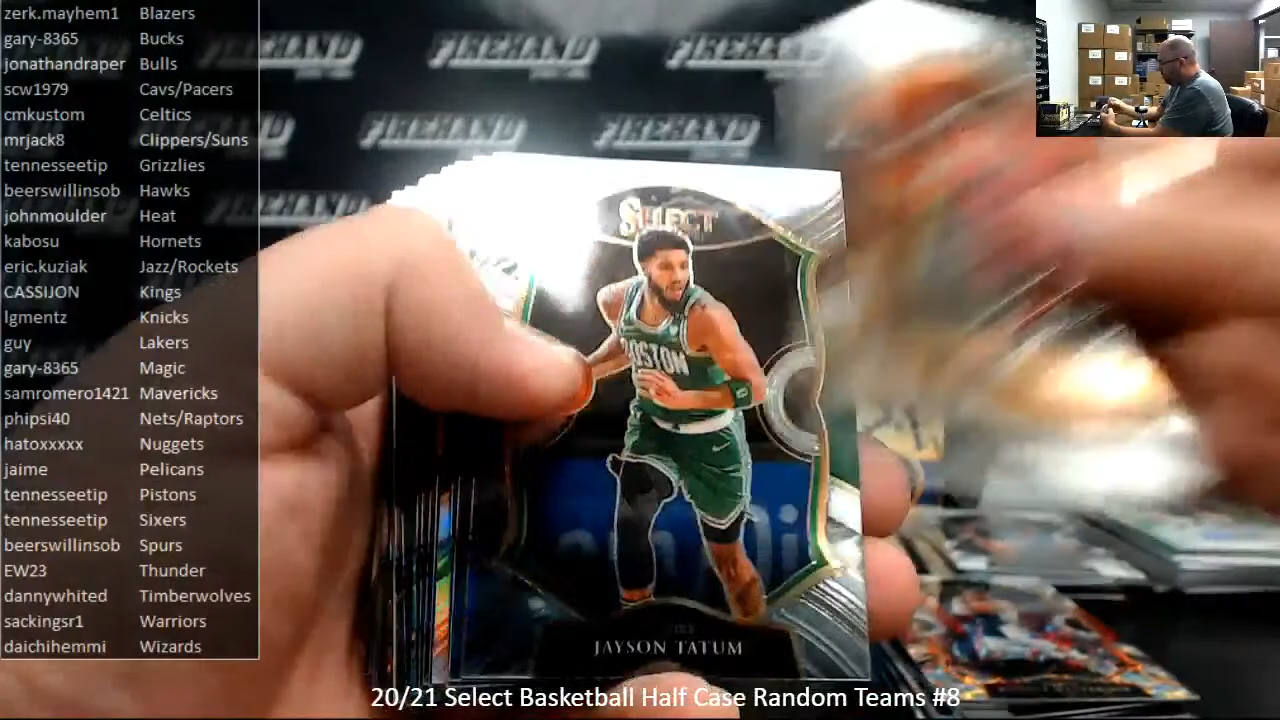 zerk.mayhem1 Blazers
gary-8365 Bucks
jonathandraper Bulls
scw1979 Cavs/Pacers
cmkustom Celtics
mrjack8 Clippers/Suns
tennesseetip Grizzlies
beerswillinsob Hawks
johnmoulder Heat
kabosu Hornets
eric.kuziak Jazz/Rockets
CASSIJON Kings
lgmentz Knicks
guy Lakers
gary-8365 Magic
samromero1421 Mavericks
phipsi40 Nets/Raptors
hatoxxxxx Nuggets
jaime Pelicans
tennesseetip Pistons
tennesseetip Sixers
beerswillinsob Spurs
EW23 Thunder
dannywhited Timberwolves
sackingsr1 Warriors
daichihemmi Wizards
FIREHAND FIREHAND FIREHAND
FIREHAND FIREHAND
FIREHAND
SELECT
BOSTON
JAYSON TATUM
20/21 Select Basketball Half Case Random Teams #8